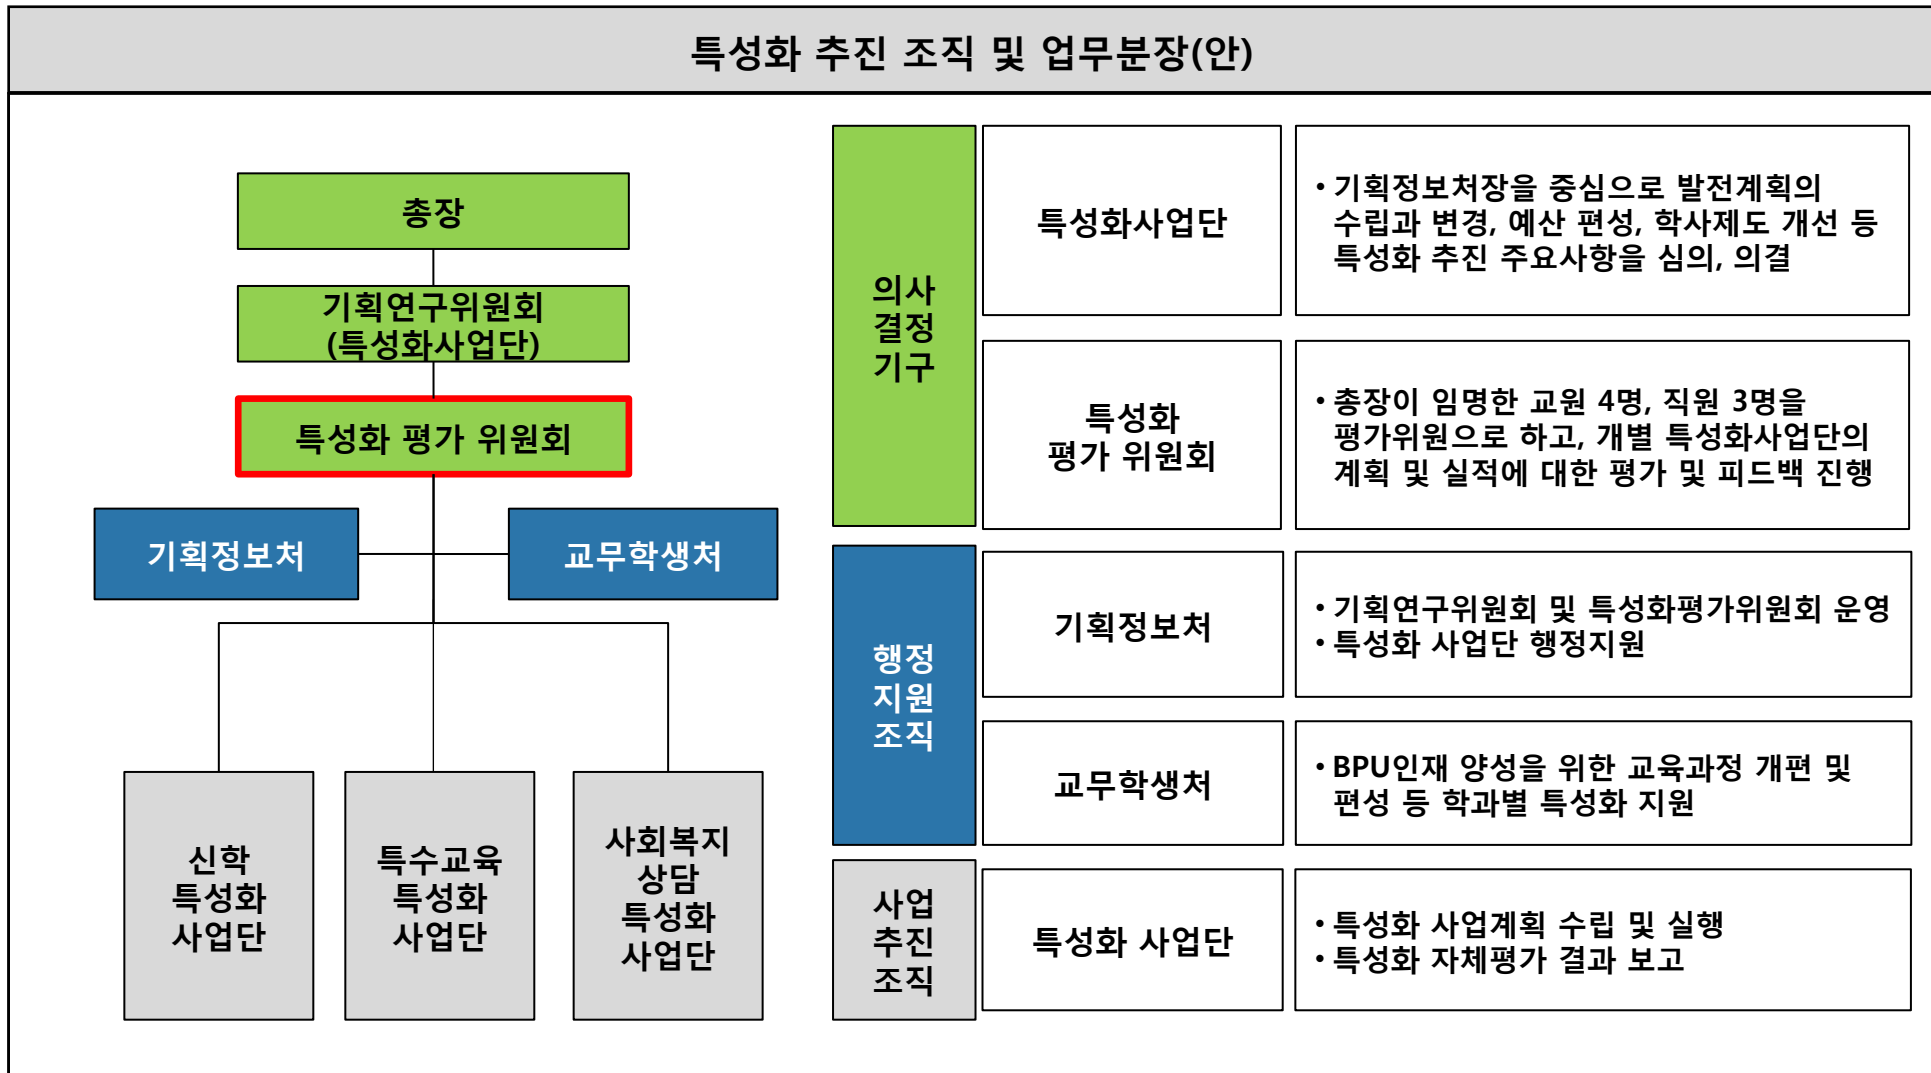 특성화 추진 조직 및 업무분장(안)
총장
기획연구위원회
(특성화사업단)
특성화 평가 위원회
기획정보처
교무학생처
신학
특성화
사업단
특수교육
특성화
사업단
사회복지
상담
특성화
사업단
의사
결정
기구
특성화사업단
• 기획정보처장을 중심으로 발전계획의
수립과 변경, 예산 편성, 학사제도 개선 등
특성화 추진 주요사항을 심의, 의결
특성화
평가 위원회
• 총장이 임명한 교원 4명, 직원 3명을
평가위원으로 하고, 개별 특성화사업단의
계획 및 실적에 대한 평가 및 피드백 진행
행정
지원
조직
기획정보처
• 기획연구위원회 및 특성화평가위원회 운영
• 특성화 사업단 행정지원
교무학생처
• BPU인재 양성을 위한 교육과정 개편 및
편성 등 학과별 특성화 지원
사업
추진
조직
특성화 사업단
• 특성화 사업계획 수립 및 실행
• 특성화 자체평가 결과 보고